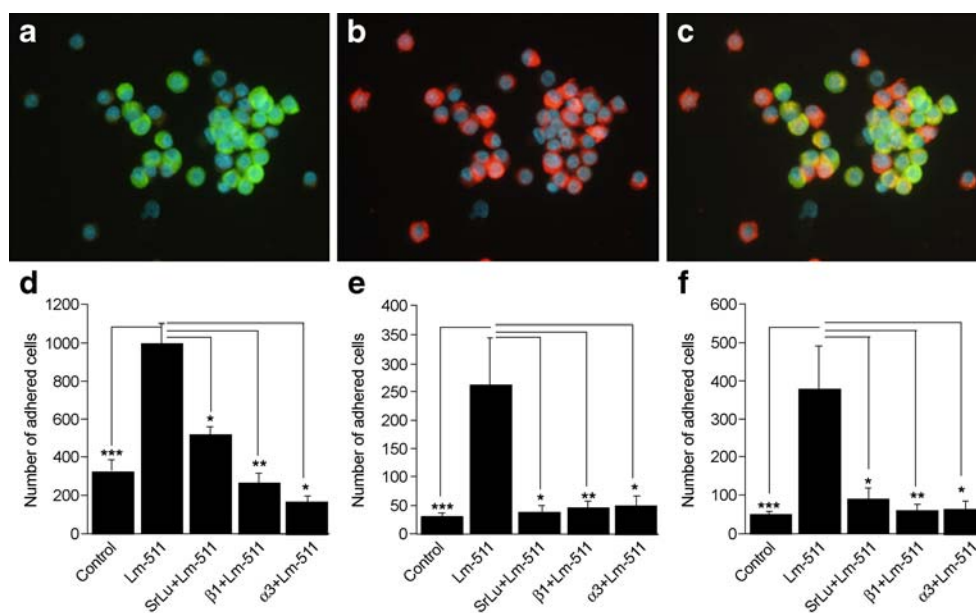 a
b
c
d
e
f
Number of adhered cells
1200
1000
800
600
400
200
0
***
*
**
*
Control
Lm-511
SrLu+Lm-511
β1+Lm-511
α3+Lm-511
Number of adhered cells
400
350
300
250
200
150
100
50
0
***
*
**
*
Control
Lm-511
SrLu+Lm-511
β1+Lm-511
α3+Lm-511
Number of adhered cells
600
500
400
300
200
100
0
***
*
**
*
Control
Lm-511
SrLu+Lm-511
β1+Lm-511
α3+Lm-511